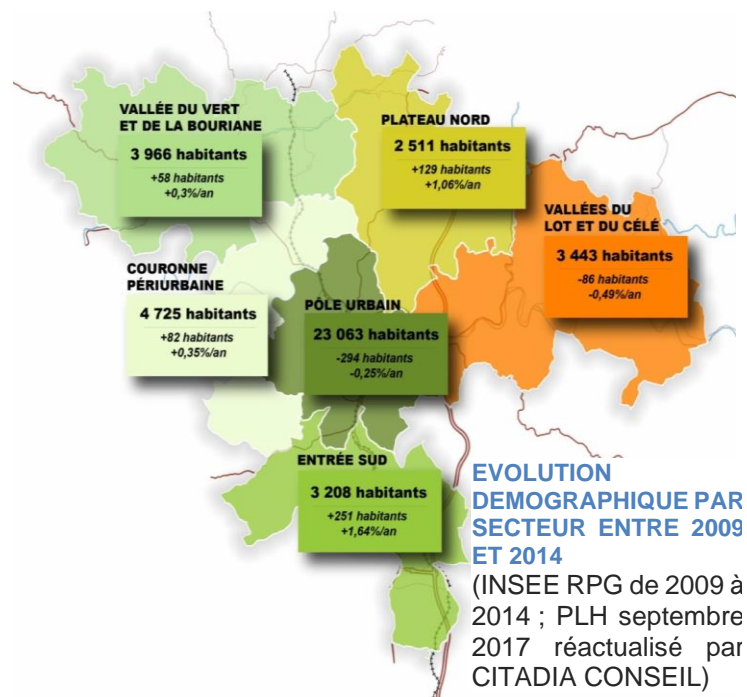 VALLÉE DU VERT
ET DE LA BOURIANE
3 966 habitants
+58 habitants
+0,3%/an
PLATEAU NORD
2 511 habitants
+129 habitants
+1,06%/an
VALLÉES DU
LOT ET DU CÉLÉ
3 443 habitants
-86 habitants
-0,49%/an
COURONNE
PÉRIURBAINE
4 725 habitants
+82 habitants
+0,35%/an
PÔLE URBAIN
23 063 habitants
-294 habitants
-0,25%/an
ENTRÉE SUD
3 208 habitants
+251 habitants
+1,64%/an
EVOLUTION
DEMOGRAPHIQUE PAR
SECTEUR ENTRE 2009
ET 2014
(INSEE RPG de 2009 à
2014 ; PLH septembre
2017 réactualisé par
CITADIA CONSEIL)